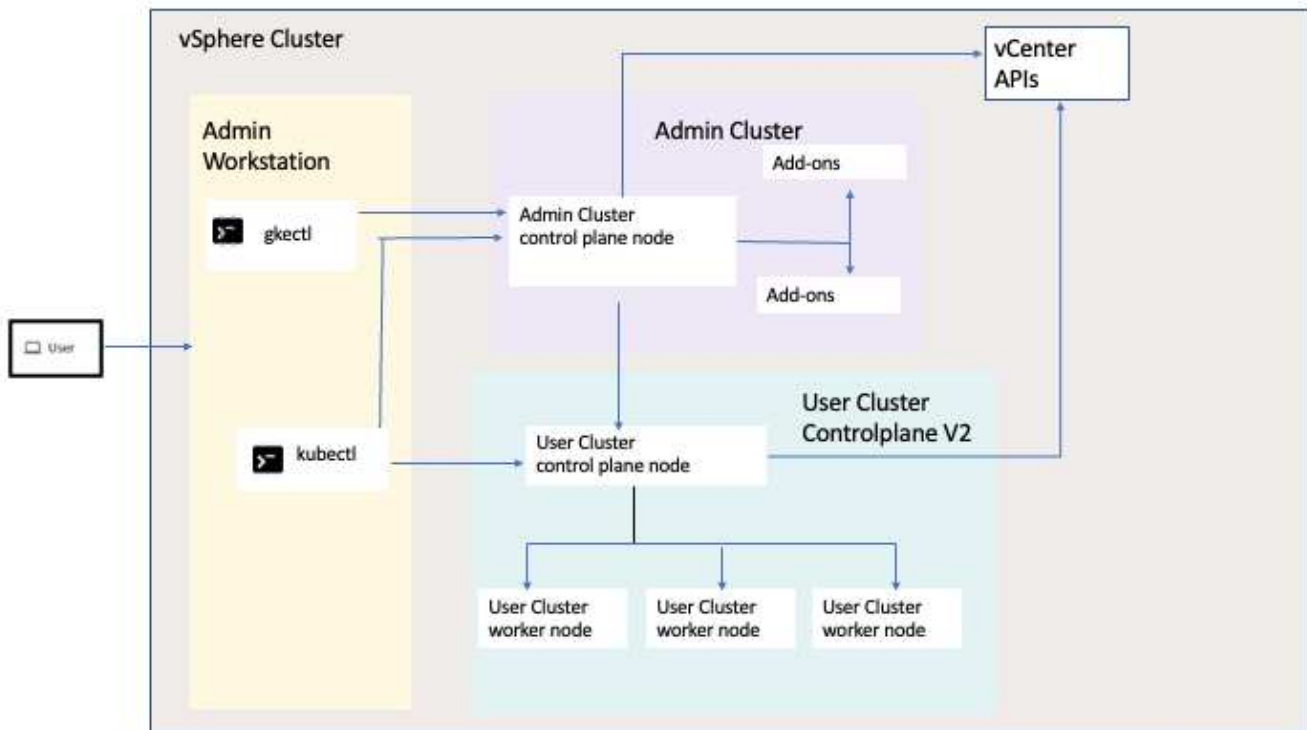 vSphere Cluster
vCenter
APIs
Admin
Workstation
Admin Cluster
Add-ons
gkectl
Admin Cluster
control plane node
Add-ons
User
kubectl
User Cluster
Controlplane V2
User Cluster
control plane node
User Cluster
worker node
User Cluster
worker node
User Cluster
worker node